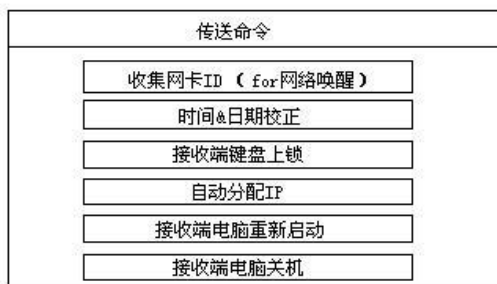 传送命令
收集网卡ID （for网络唤醒）
时间&日期校正
接收端键盘上锁
自动分配IP
接收端电脑重新启动
接收端电脑关机